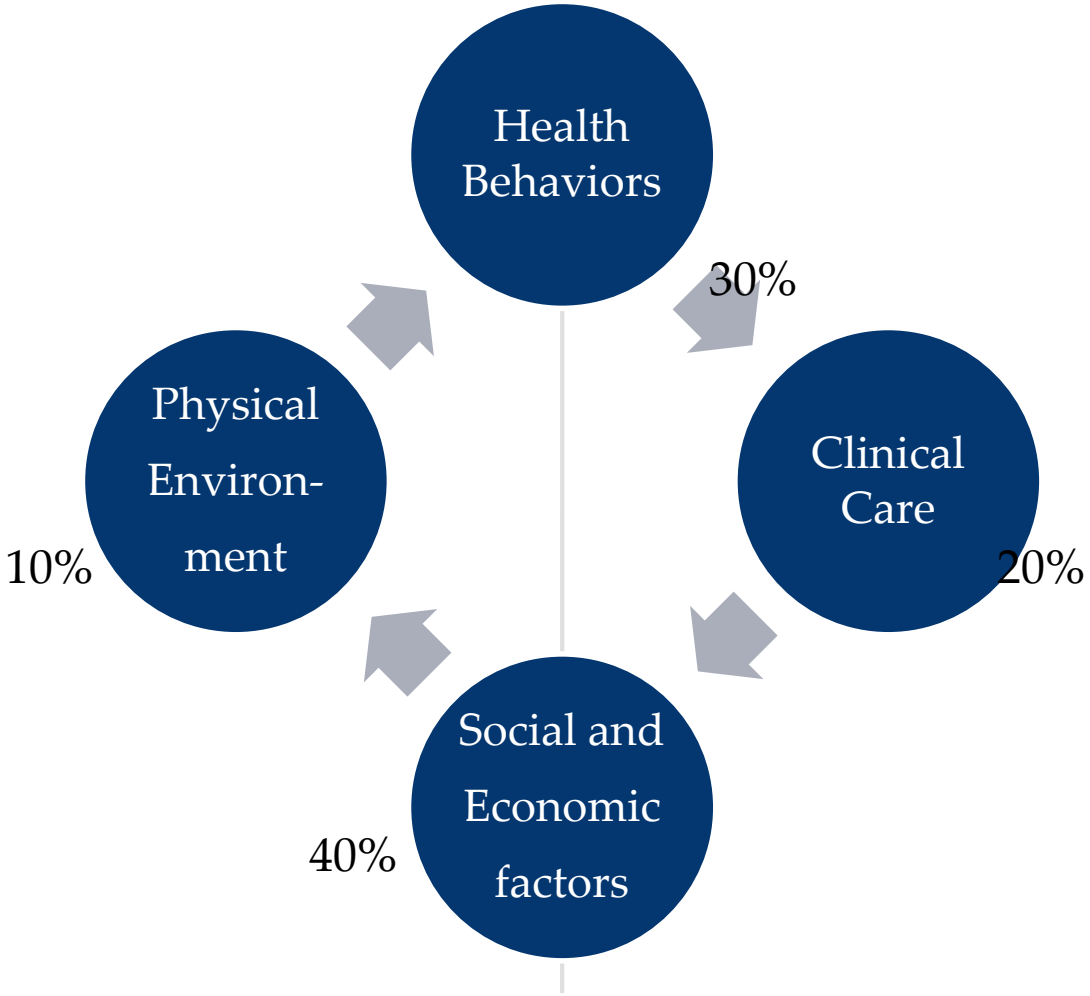 Health
Behaviors
30%
Physical
Environ-
ment
10%
Clinical
Care
20%
Social and
Economic
factors
40%